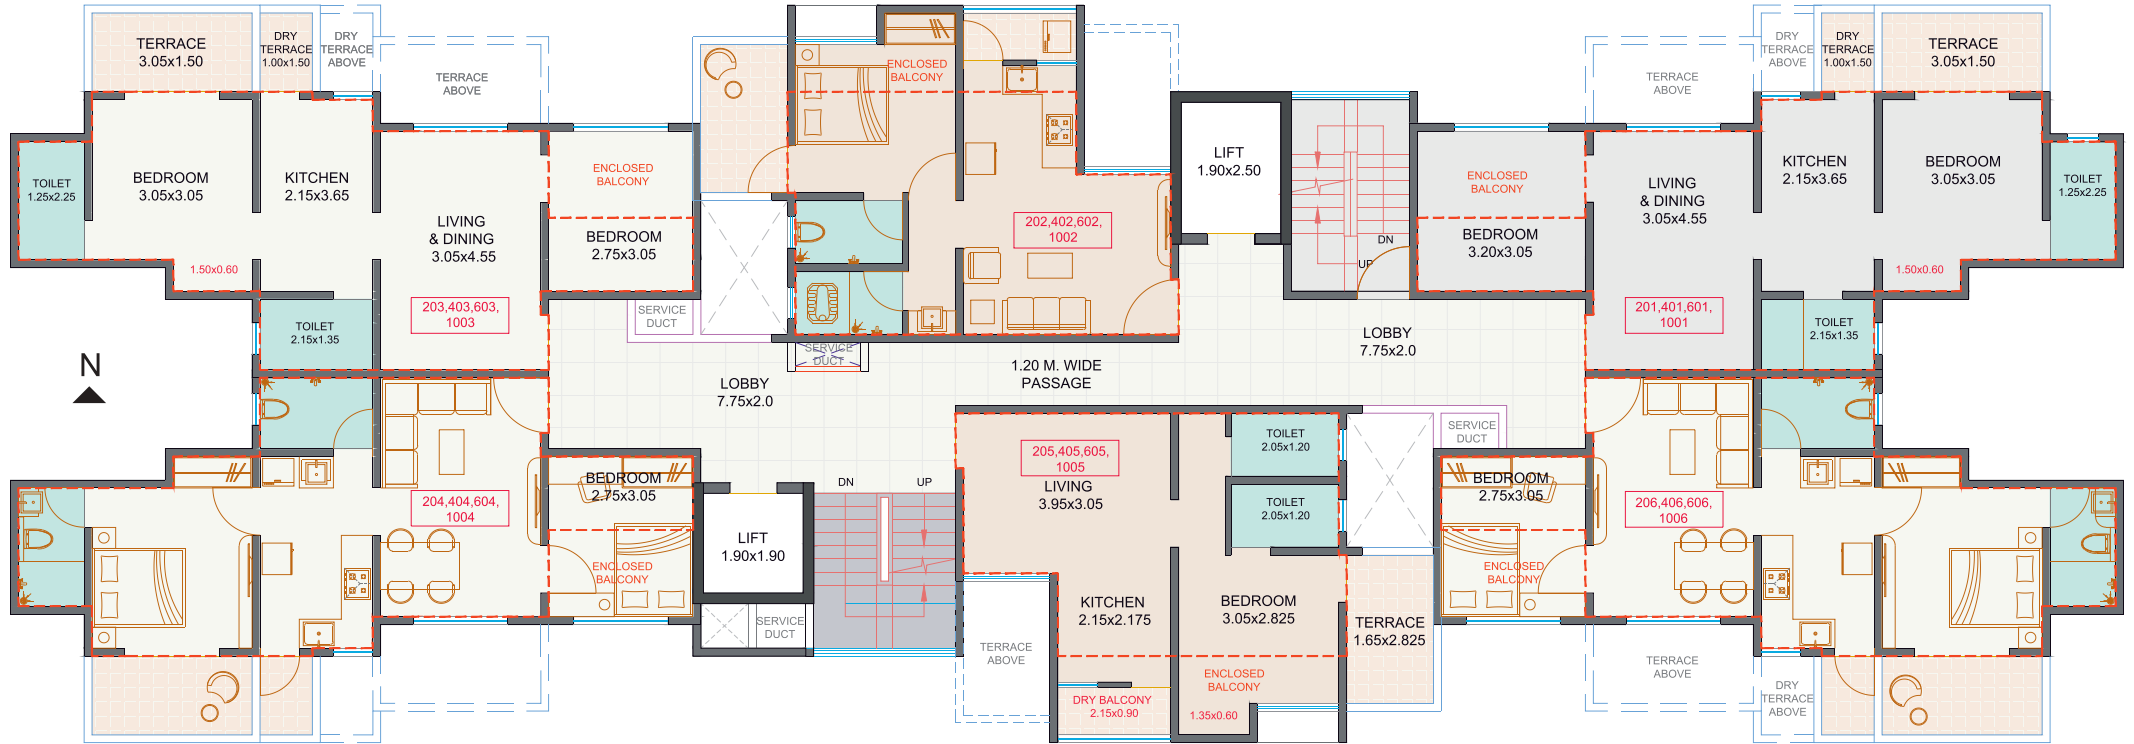 TERRACE
3.05x1.50
DRY
TERRACE
1.00x1.50
DRY
TERRACE
ABOVE
TERRACE
ABOVE
ENCLOSED
BALCONY
TERRACE
ABOVE
DRY
TERRACE
ABOVE
DRY
TERRACE
1.00x1.50
TERRACE
3.05x1.50
TOILET
1.25x2.25
BEDROOM
3.05x3.05
KITCHEN
2.15x3.65
LIVING
& DINING
3.05x4.55
ENCLOSED
BALCONY
BEDROOM
2.75x3.05
1.50x0.60
203,403,603,
1003
TOILET
2.15x1.35
SERVICE
DUCT
SERVICE
DUCT
202,402,602,
1002
LIFT
1.90x2.50
DN
UP
ENCLOSED
BALCONY
BEDROOM
3.20x3.05
LIVING
& DINING
3.05x4.55
KITCHEN
2.15x3.65
BEDROOM
3.05x3.05
TOILET
1.25x2.25
1.50x0.60
201,401,601,
1001
TOILET
2.15x1.35
N
LOBBY
7.75x2.0
1.20 M. WIDE
PASSAGE
LOBBY
7.75x2.0
204,404,604,
1004
BEDROOM
2.75x3.05
ENCLOSED
BALCONY
LIFT
1.90x1.90
SERVICE
DUCT
DN
UP
205,405,605,
1005
LIVING
3.95x3.05
TOILET
2.05x1.20
TOILET
2.05x1.20
SERVICE
DUCT
TERRACE
ABOVE
KITCHEN
2.15x2.175
BEDROOM
3.05x2.825
TERRACE
1.65x2.825
DRY BALCONY
2.15x0.90
ENCLOSED
BALCONY
1.35x0.60
BEDROOM
2.75x3.05
ENCLOSED
BALCONY
206,406,606,
1006
TERRACE
ABOVE
DRY
TERRACE
ABOVE